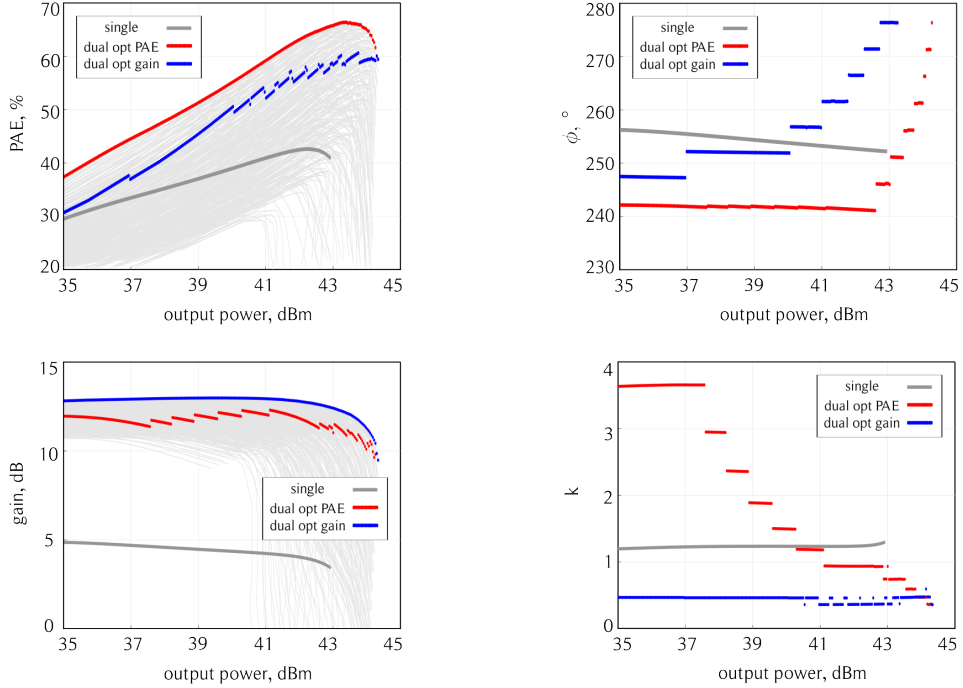 70
60
50
40
30
20
PAE, %
single
dual opt PAE
dual opt gain
35 37 39 41 43 45
output power, dBm
280
270
260
250
240
230
ϕ, °
single
dual opt PAE
dual opt gain
35 37 39 41 43 45
output power, dBm
15
10
5
0
gain, dB
single
dual opt PAE
dual opt gain
35 37 39 41 43 45
output power, dBm
4
3
2
1
0
k
single
dual opt PAE
dual opt gain
35 37 39 41 43 45
output power, dBm